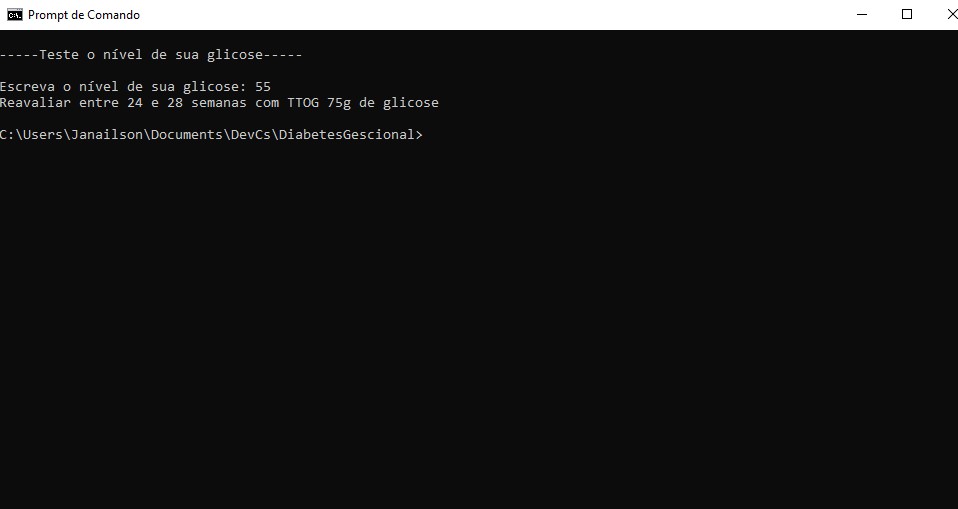 Prompt de Comando
-----Teste o nível de sua glicose-----
Escreva o nível de sua glicose: 55
Reavaliar entre 24 e 28 semanas com TTOG 75g de glicose
C:\Users\Janailson\Documents\DevCs\DiabetesGescional>